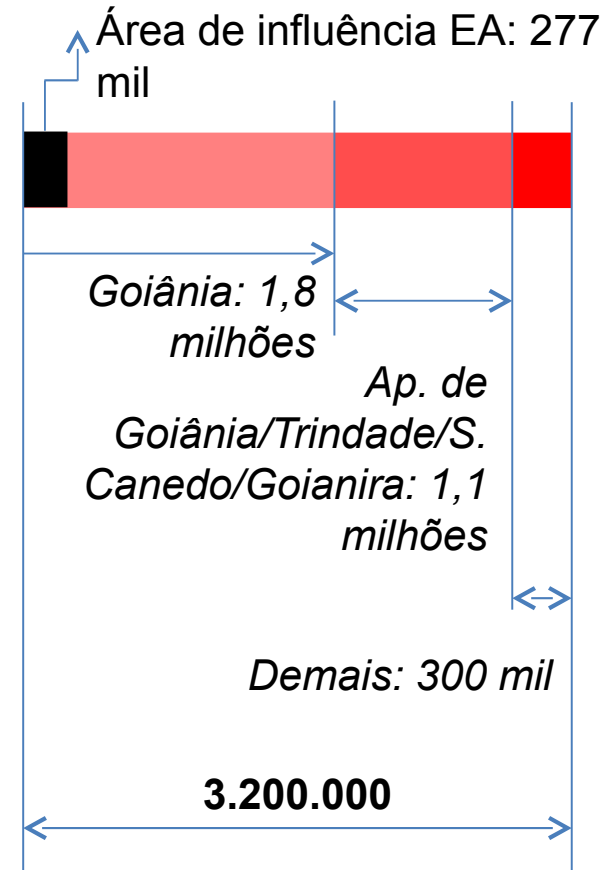 Área de influência EA: 277
mil
Goiânia: 1,8
milhões
Ap. de
Goiânia/Trindade/S.
Canedo/Goianira: 1,1
milhões
Demais: 300 mil
3.200.000